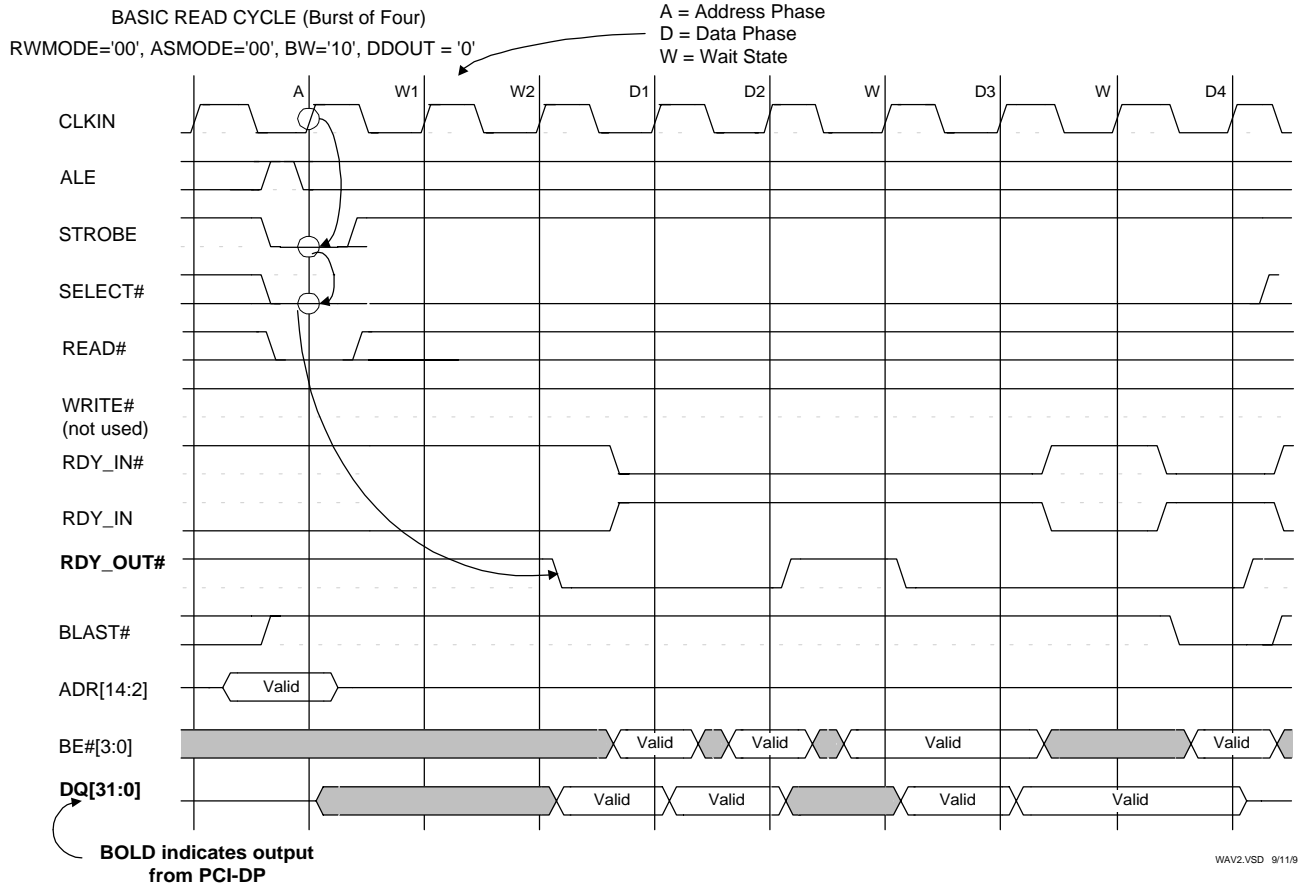 BASIC READ CYCLE (Burst of Four)
RWMODE='00', ASMODE='00', BW='10', DDOUT = '0'
A = Address Phase
D = Data Phase
W = Wait State
A W1 W2 D1 D2 W D3 W D4
CLKIN
ALE
STROBE
SELECT#
READ#
WRITE#
(not used)
RDY_IN#
RDY_IN
RDY_OUT#
BLAST#
ADR[14:2] Valid
BE#[3:0] Valid Valid Valid Valid
DQ[31:0] Valid Valid Valid Valid
BOLD indicates output
from PCI-DP
WAV2.VSD 9/11/9